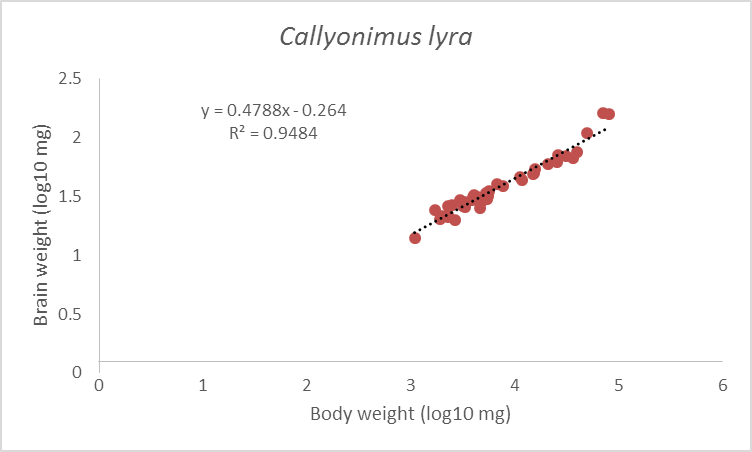 Callyonimus lyra
y = 0.4788x - 0.264
R² = 0.9484
Brain weight (log10 mg)
2.5
2
1.5
1
0.5
0
0 1 2 3 4 5 6
Body weight (log10 mg)